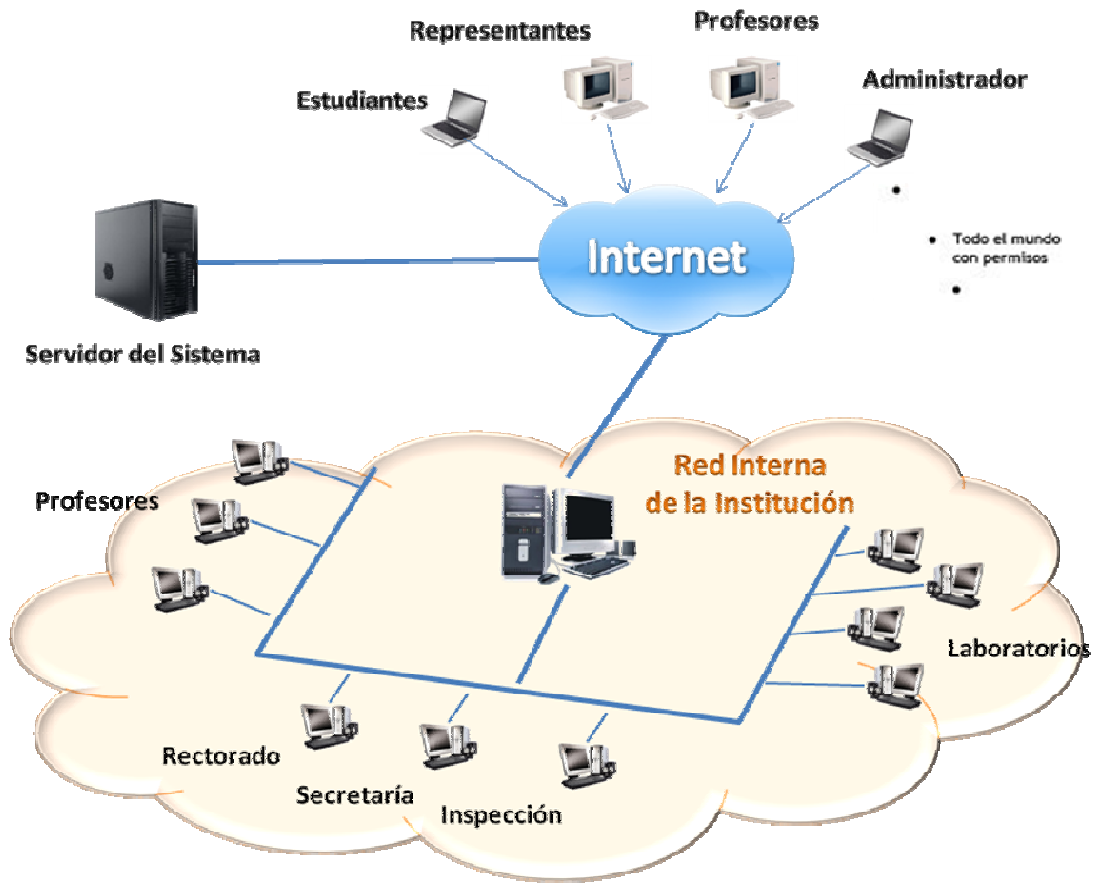 Representantes
Profesores
Estudiantes
Administrador
Internet
Todo el mundo
con permisos
Servidor del Sistema
Red Interna
de la Institución
Profesores
Laboratorios
Rectorado
Secretaría
Inspección